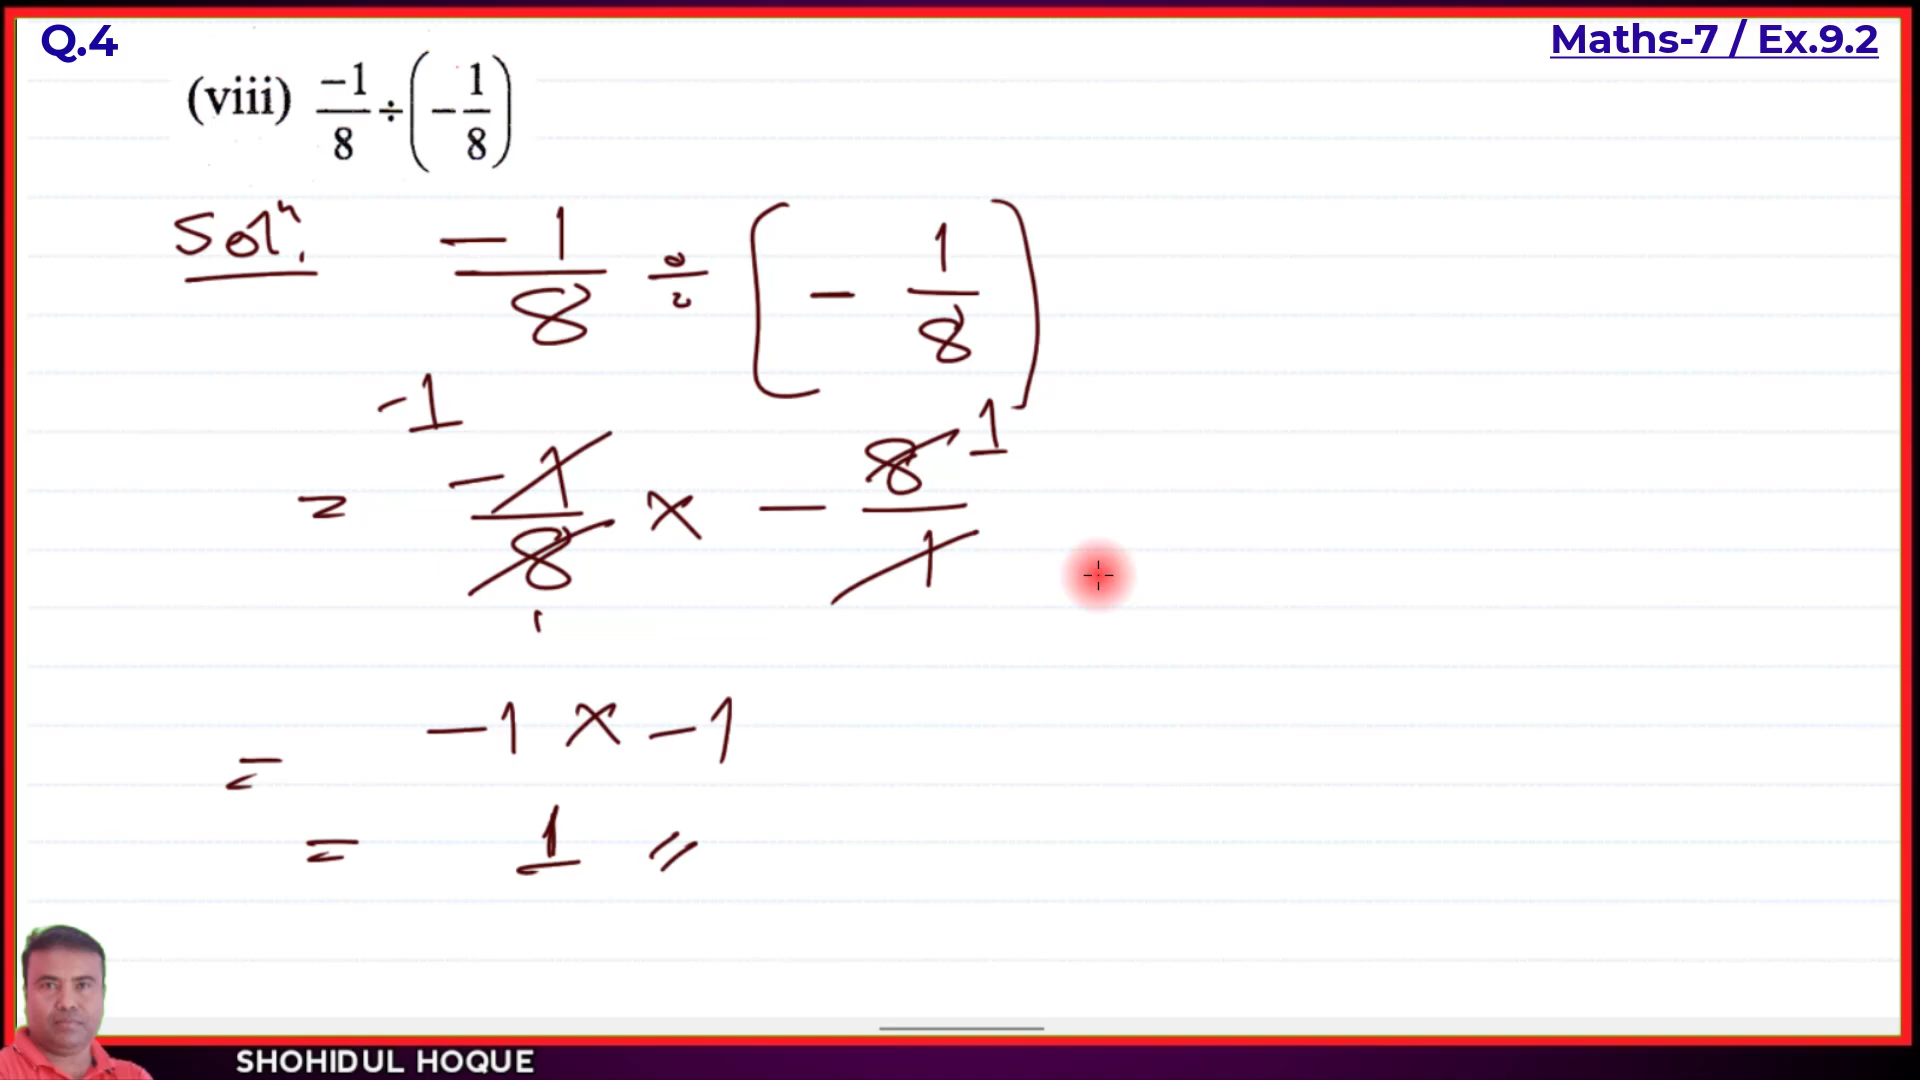 Q.4
Maths-7 / Ex.9.2
(viii) -1/8 ÷ (-1/8)
Solⁿ. -1/8 ÷ (-1/8)
-1 1
= -1/8 × -8/1
1
= -1 × -1
= 1 //
SHOHIDUL HOQUE